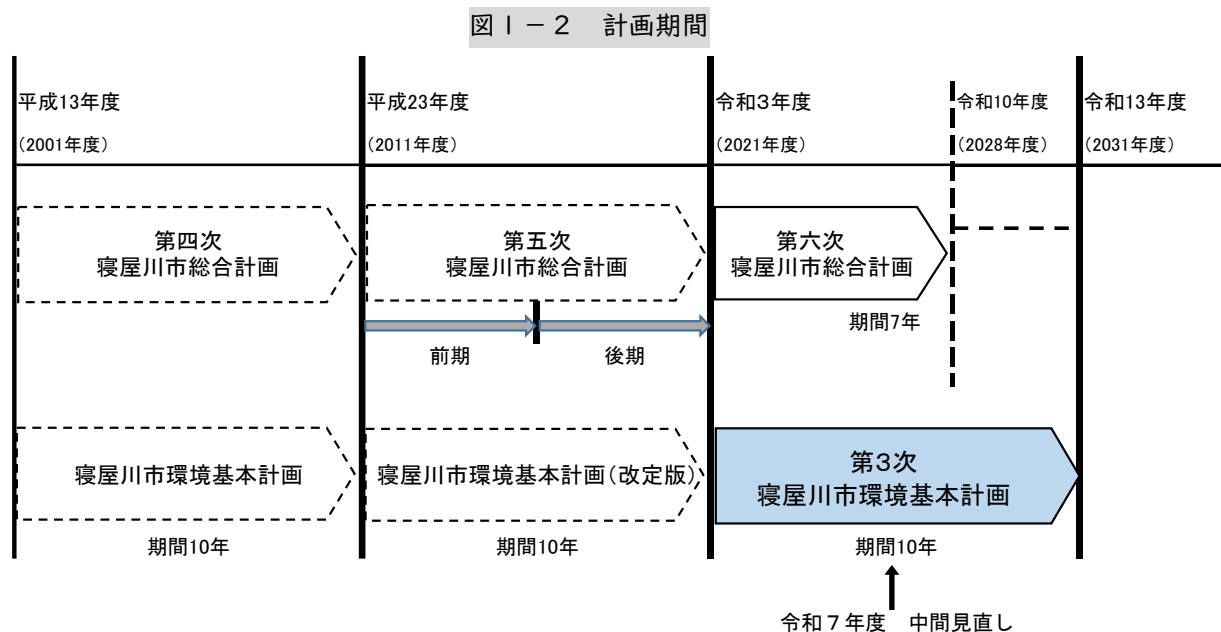 図Ⅰ－２　計画期間
平成13年度
平成23年度
令和3年度
令和10年度
令和13年度
（2001年度）
（2011年度）
（2021年度）
（2028年度）
（2031年度）
第四次
寝屋川市総合計画
第五次
寝屋川市総合計画
第六次
寝屋川市総合計画
期間7年
前期
後期
寝屋川市環境基本計画
寝屋川市環境基本計画（改定版）
第3次
寝屋川市環境基本計画
期間10年
期間10年
期間10年
令和７年度　中間見直し